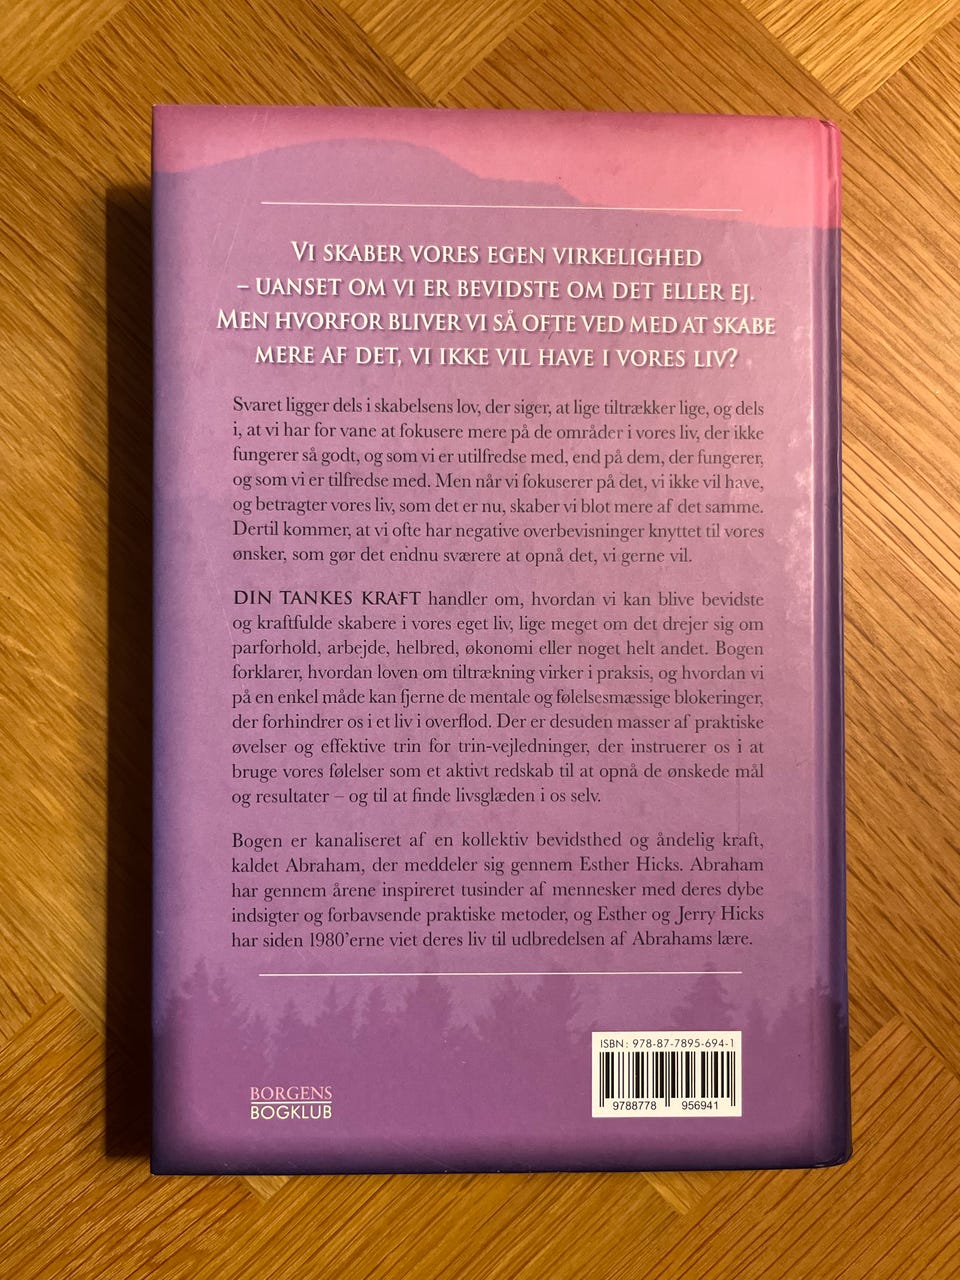 VI SKABER VORES EGEN VIRKELIGHED
– UANSET OM VI ER BEVIDSTE OM DET ELLER EJ.
MEN HVORFOR BLIVER VI SÅ OFTE VED MED AT SKABE
MERE AF DET, VI IKKE VIL HAVE I VORES LIV?
Svaret ligger dels i skabelsens lov, der siger, at lige tiltrækker lige, og dels
i, at vi har for vane at fokusere mere på de områder i vores liv, der ikke
fungerer så godt, og som vi er utilfredse med, end på dem, der fungerer,
og som vi er tilfredse med. Men når vi fokuserer på det, vi ikke vil have,
og betragter vores liv, som det er nu, skaber vi blot mere af det samme.
Dertil kommer, at vi ofte har negative overbevisninger knyttet til vores
ønsker, som gør det endnu sværere at opnå det, vi gerne vil.
DIN TANKES KRAFT handler om, hvordan vi kan blive bevidste
og kraftfulde skabere i vores eget liv, lige meget om det drejer sig om
parforhold, arbejde, helbred, økonomi eller noget helt andet. Bogen
forklarer, hvordan loven om tiltrækning virker i praksis, og hvordan vi
på en enkel måde kan fjerne de mentale og følelsesmæssige blokeringer,
der forhindrer os i et liv i overflod. Der er desuden masser af praktiske
øvelser og effektive trin for trin-vejledninger, der instruerer os i at
bruge vores følelser som et aktivt redskab til at opnå de ønskede mål
og resultater – og til at finde livsglæden i os selv.
Bogen er kanaliseret af en kollektiv bevidsthed og åndelig kraft,
kaldet Abraham, der meddeler sig gennem Esther Hicks. Abraham
har gennem årene inspireret tusinder af mennesker med deres dybe
indsigter og forbavsende praktiske metoder, og Esther og Jerry Hicks
har siden 1980'erne viet deres liv til udbredelsen af Abrahams lære.
BORGENS
BOGKLUB
ISBN: 978-87-7895-694-1
9788778 956941